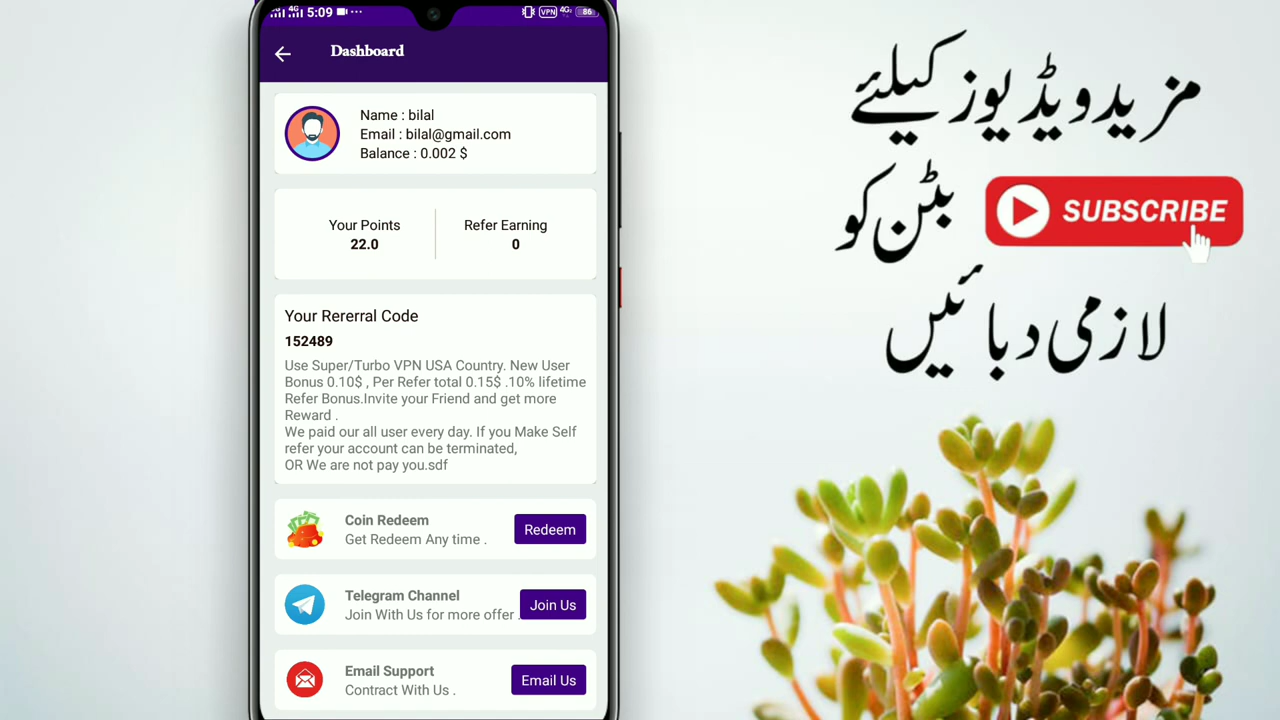 4G 5:09 VPN 4G 86
Dashboard
Name : bilal
Email : bilal@gmail.com
Balance : 0.002 $
Your Points
22.0
Refer Earning
0
Your Rererral Code
152489
Use Super/Turbo VPN USA Country. New User
Bonus 0.10$ , Per Refer total 0.15$ .10% lifetime
Refer Bonus.Invite your Friend and get more
Reward .
We paid our all user every day. If you Make Self
refer your account can be terminated,
OR We are not pay you.sdf
Coin Redeem
Get Redeem Any time .
Redeem
Telegram Channel
Join With Us for more offer .
Join Us
Email Support
Contract With Us .
Email Us
مزید ویڈیوز کیلئے
SUBSCRIBE بٹن کو
لازمی دبائیں